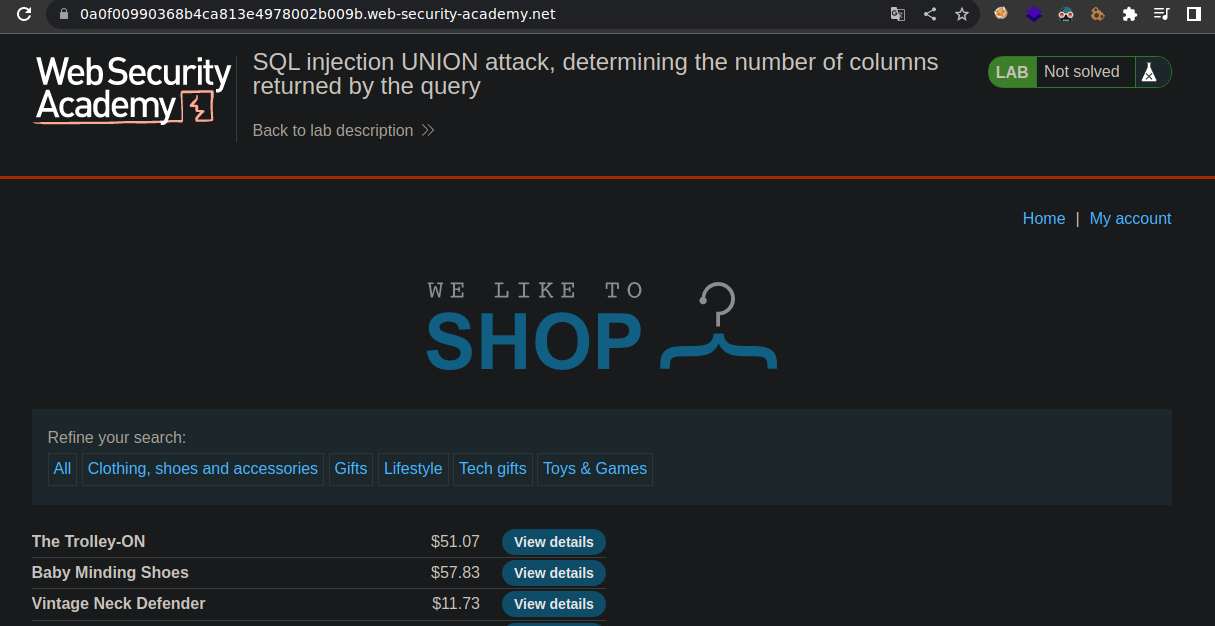 0a0f00990368b4ca813e4978002b009b.web-security-academy.net
Web Security
Academy
SQL injection UNION attack, determining the number of columns
returned by the query
LAB Not solved
Back to lab description
Home | My account
WE LIKE TO
SHOP
Refine your search:
All Clothing, shoes and accessories Gifts Lifestyle Tech gifts Toys & Games
The Trolley-ON $51.07 View details
Baby Minding Shoes $57.83 View details
Vintage Neck Defender $11.73 View details